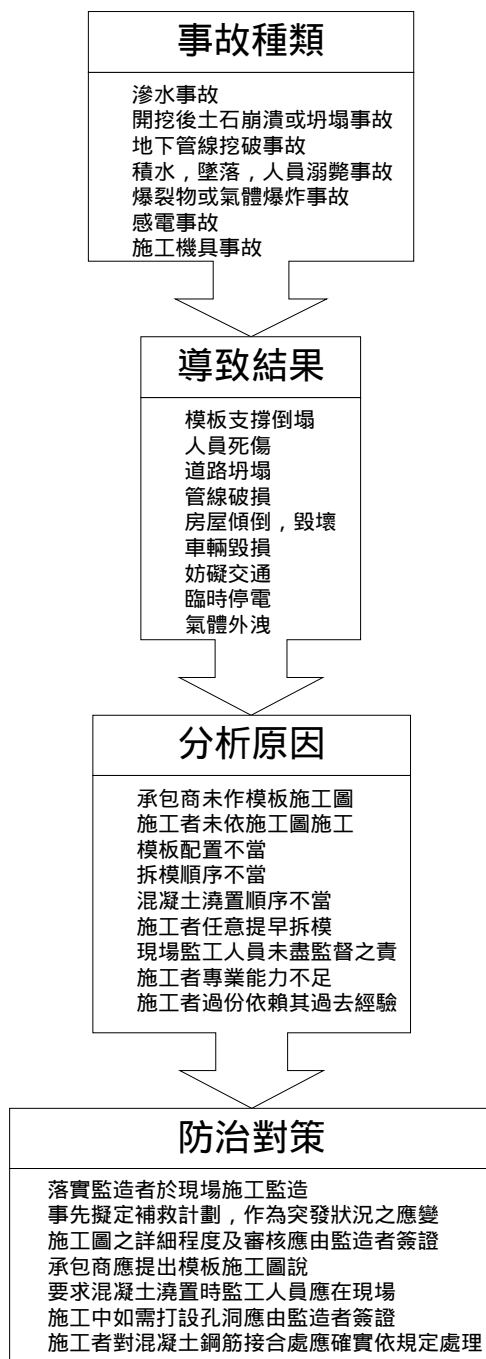 事故種類
滲水事故
開挖後土石崩潰或坍塌事故
地下管線挖破事故
積水，墜落，人員溺斃事故
爆裂物或氣體爆炸事故
感電事故
施工機具事故
導致結果
模板支撐倒塌
人員死傷
道路坍塌
管線破損
房屋傾倒，毀壞
車輛毀損
妨礙交通
臨時停電
氣體外洩
分析原因
承包商未作模板施工圖
施工者未依施工圖施工
模板配置不當
拆模順序不當
混凝土澆置順序不當
施工者任意提早拆模
現場監工人員未盡監督之責
施工者專業能力不足
施工者過份依賴其過去經驗
防治對策
落實監造者於現場施工監造
事先擬定補救計劃，作為突發狀況之應變
施工圖之詳細程度及審核應由監造者簽證
承包商應提出模板施工圖說
要求混凝土澆置時監工人員應在現場
施工中如需打設孔洞應由監造者簽證
施工者對混凝土鋼筋接合處應確實依規定處理